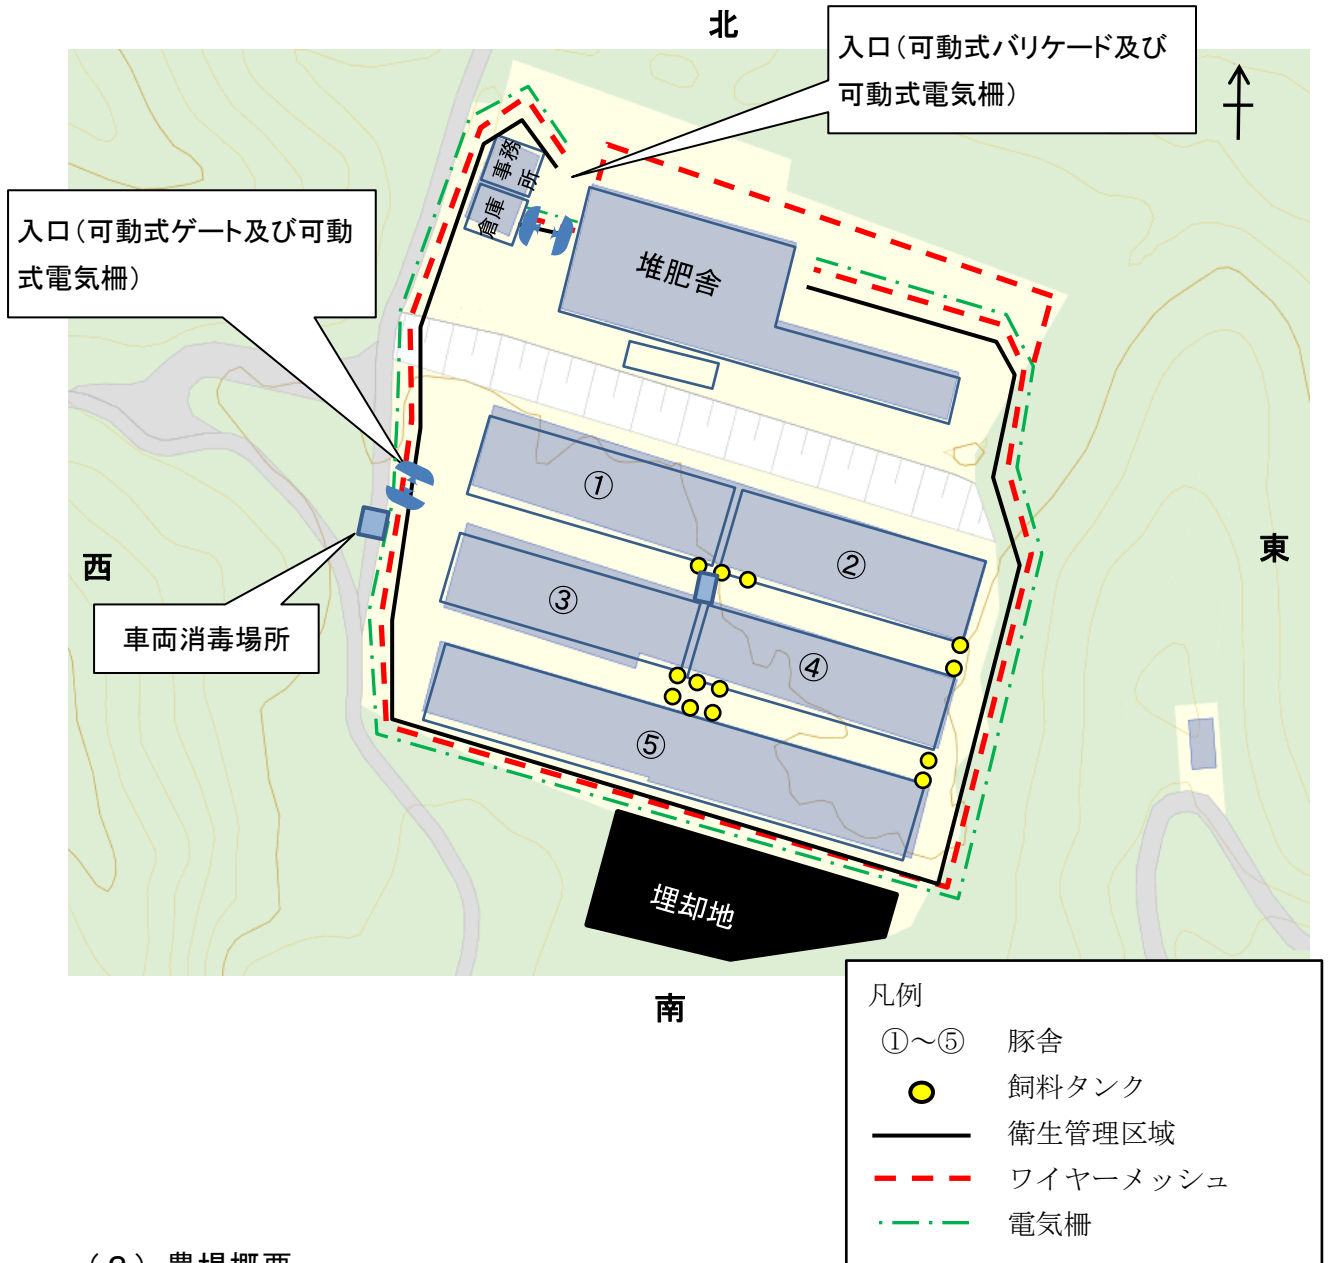 北
入口(可動式バリケード及び
可動式電気柵)
入口(可動式ゲート及び可動
式電気柵)
事務
所
倉庫
堆肥舎
①
②
③
④
⑤
西
東
車両消毒場所
埋却地
南
凡例
①～⑤ 豚舎
飼料タンク
衛生管理区域
ワイヤーメッシュ
電気柵